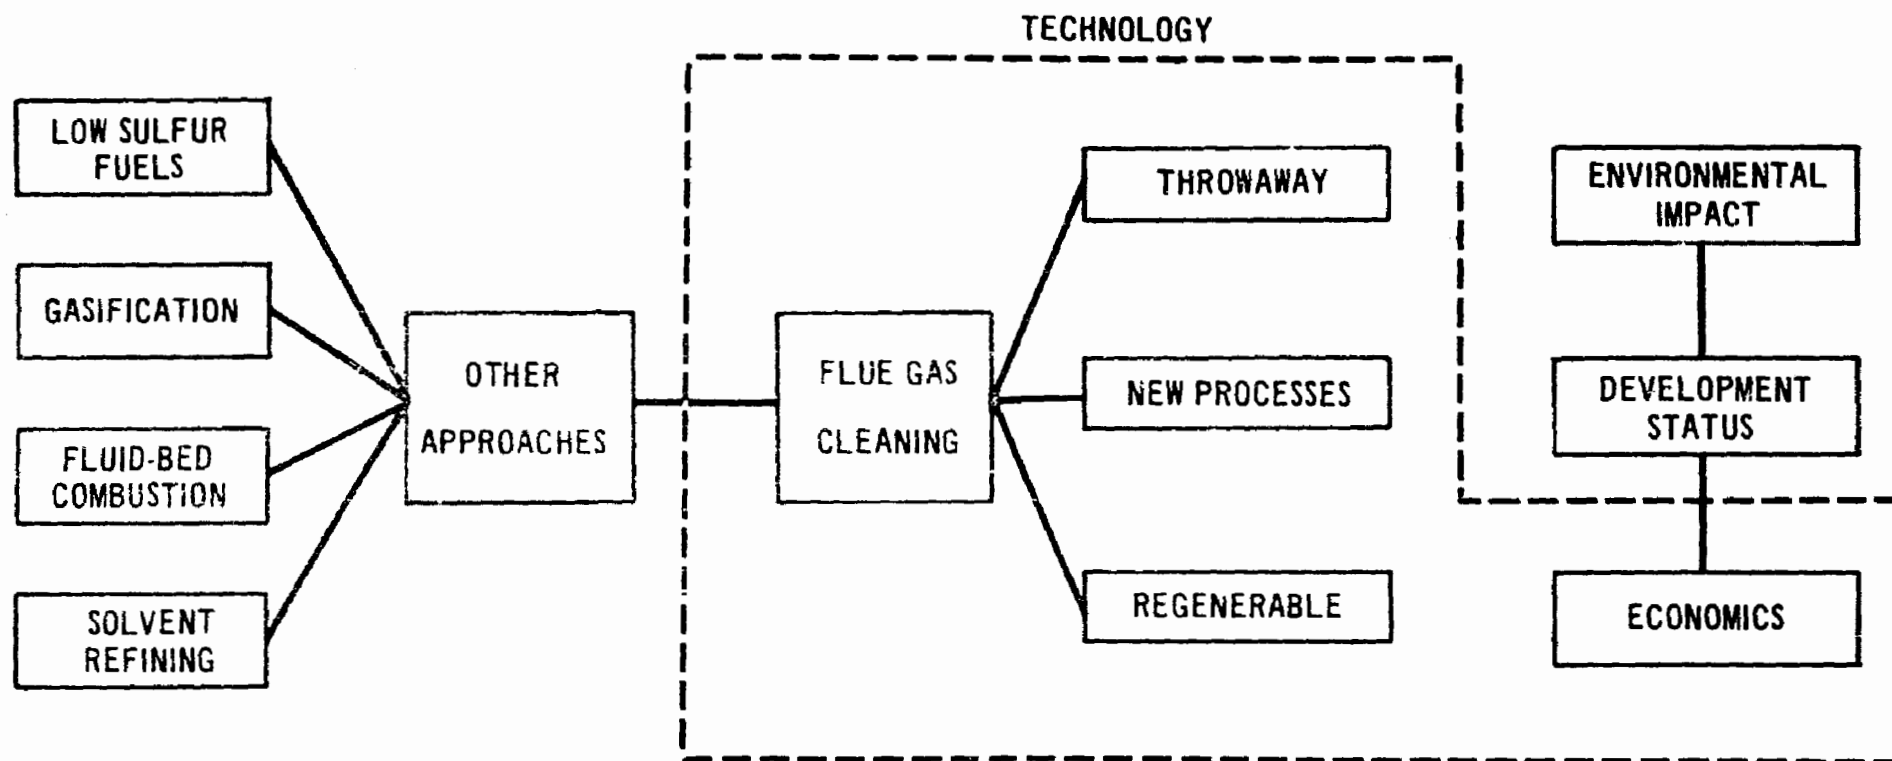 TECHNOLOGY
LOW SULFUR
FUELS
GASIFICATION
FLUID-BED
COMBUSTION
SOLVENT
REFINING
OTHER
APPROACHES
FLUE GAS
CLEANING
THROWAWAY
NEW PROCESSES
REGENERABLE
ENVIRONMENTAL
IMPACT
DEVELOPMENT
STATUS
ECONOMICS